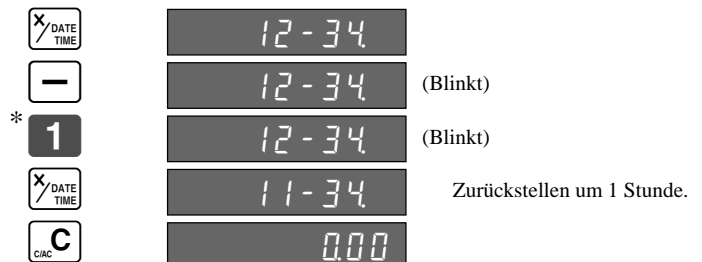 X/DATE TIME 12-34.
− 12-34. (Blinkt)
* 1 12-34. (Blinkt)
X/DATE TIME 11-34. Zurückstellen um 1 Stunde.
C/AC C 0.00